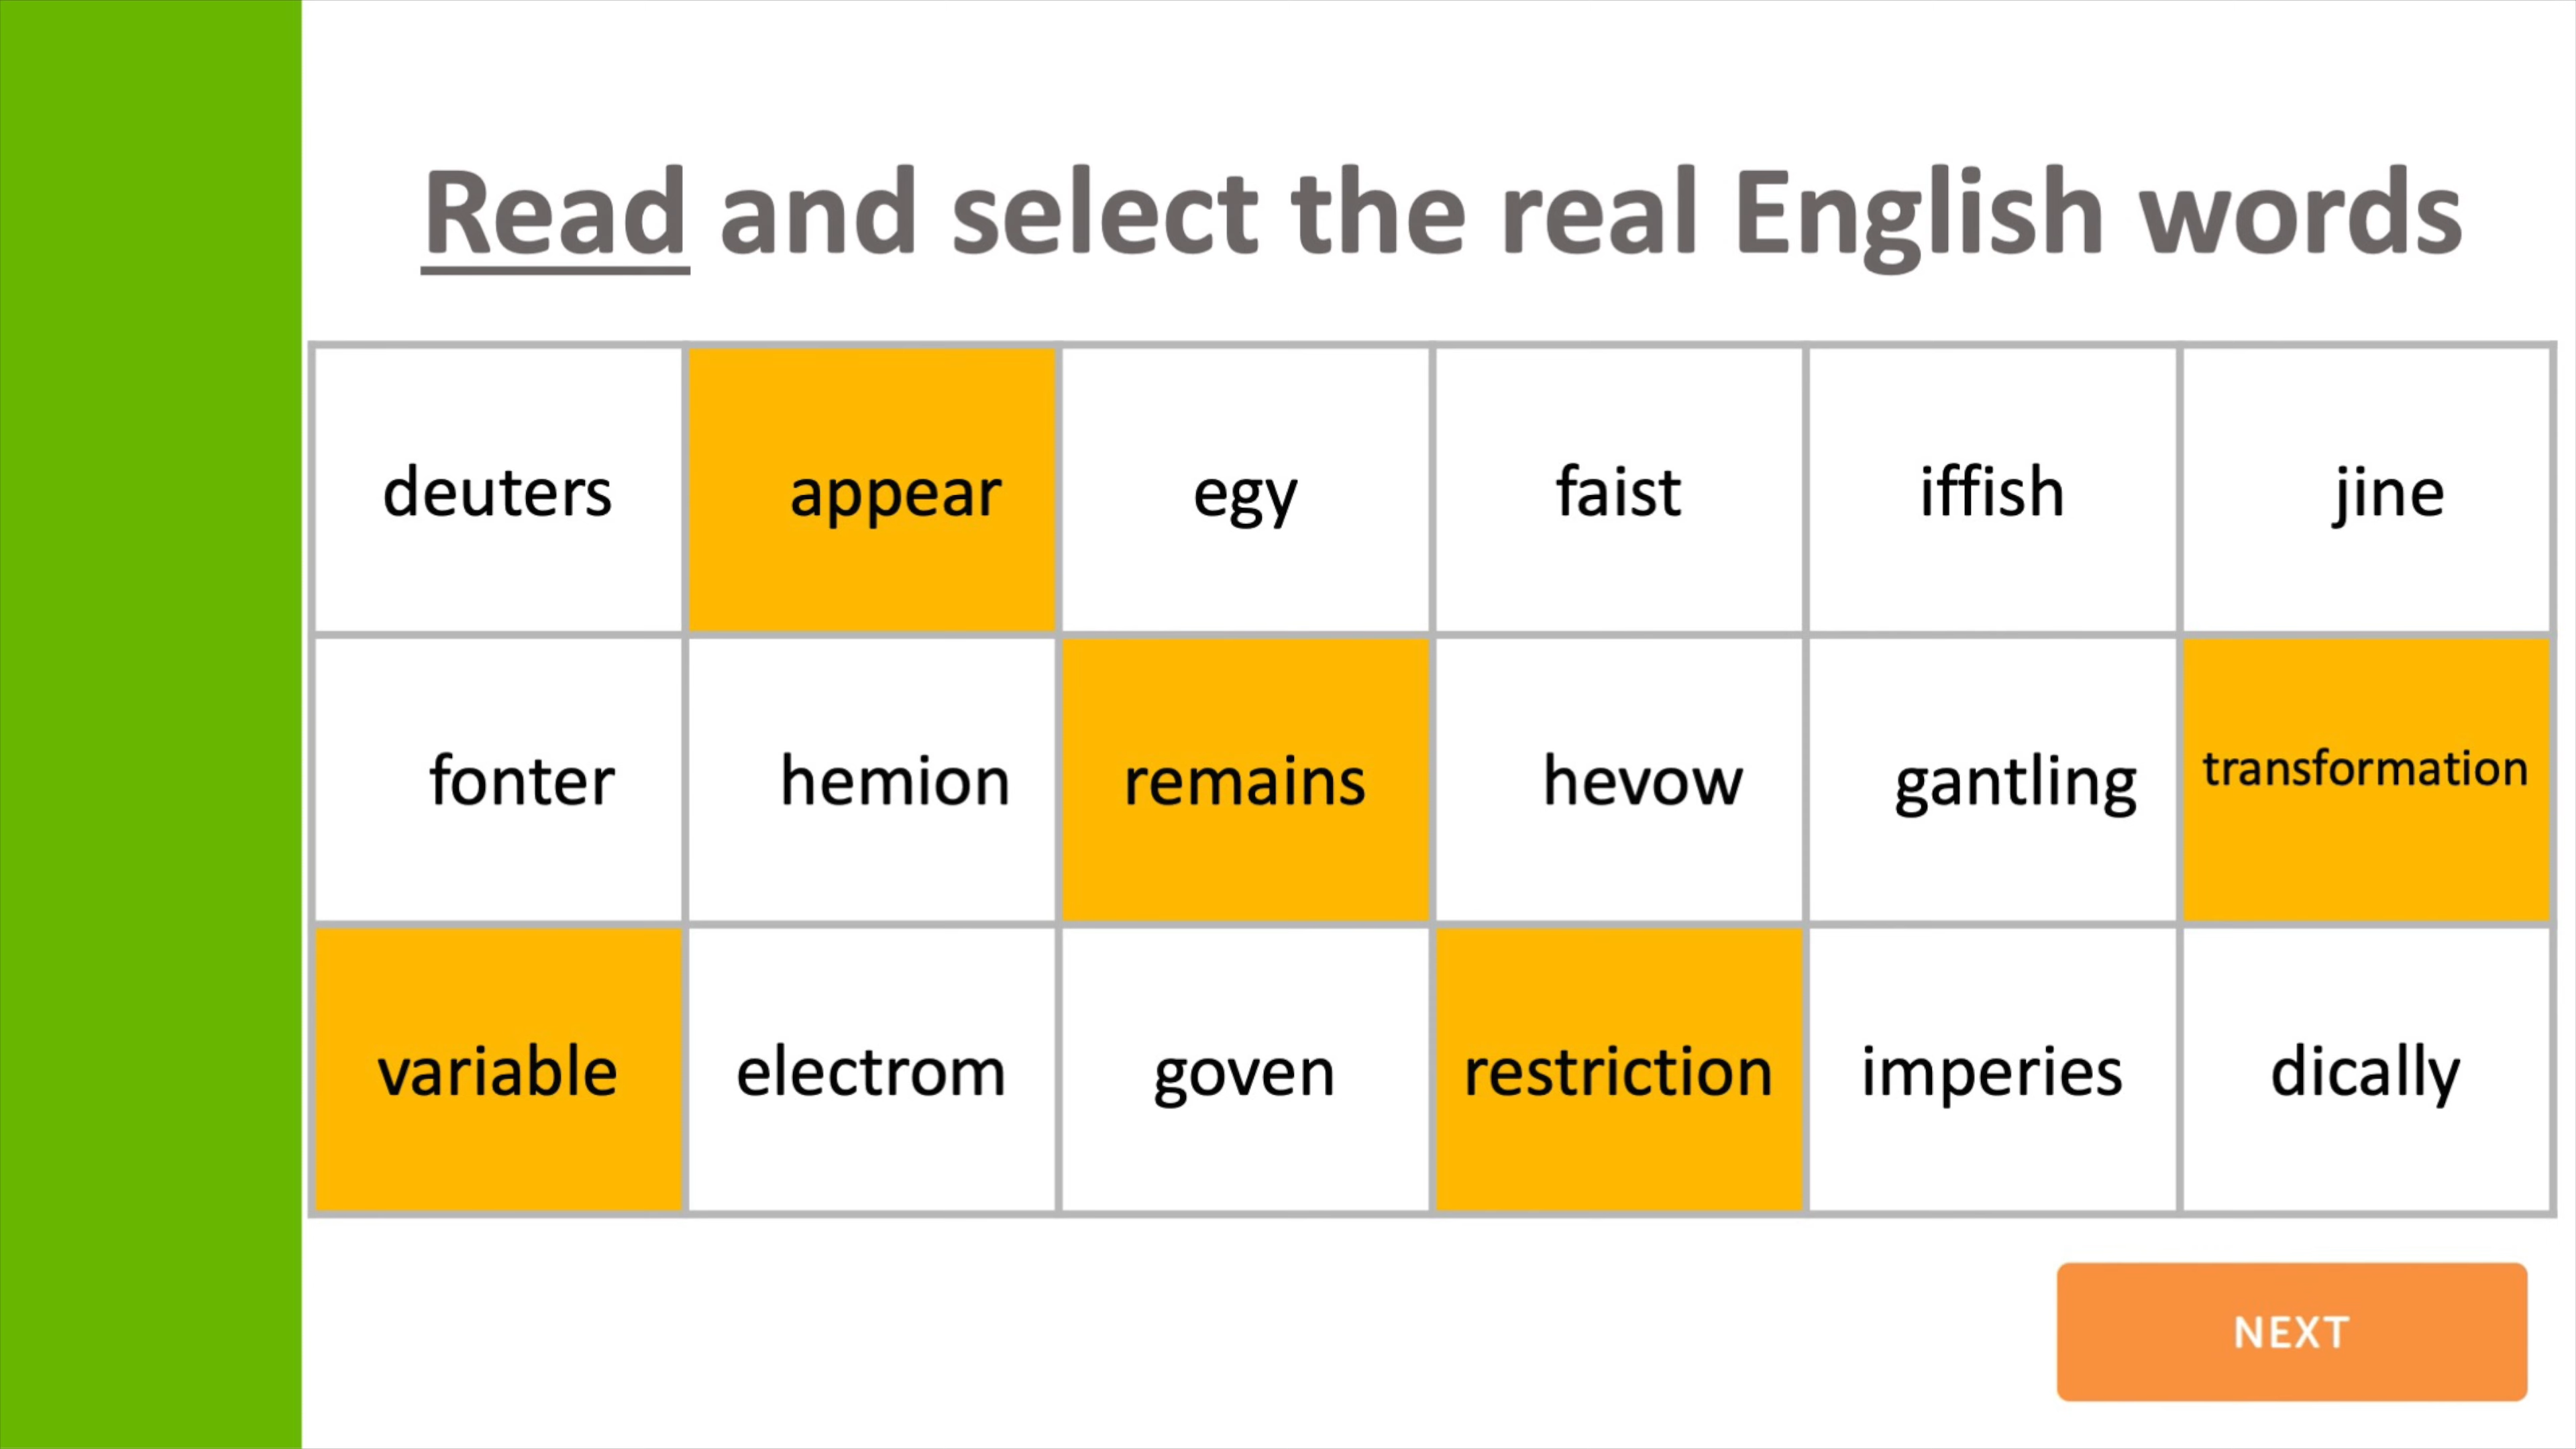 Read and select the real English words
deuters appear egy faist iffish jine
fonter hemion remains hevow gantling transformation
variable electrom goven restriction imperies dically
NEXT